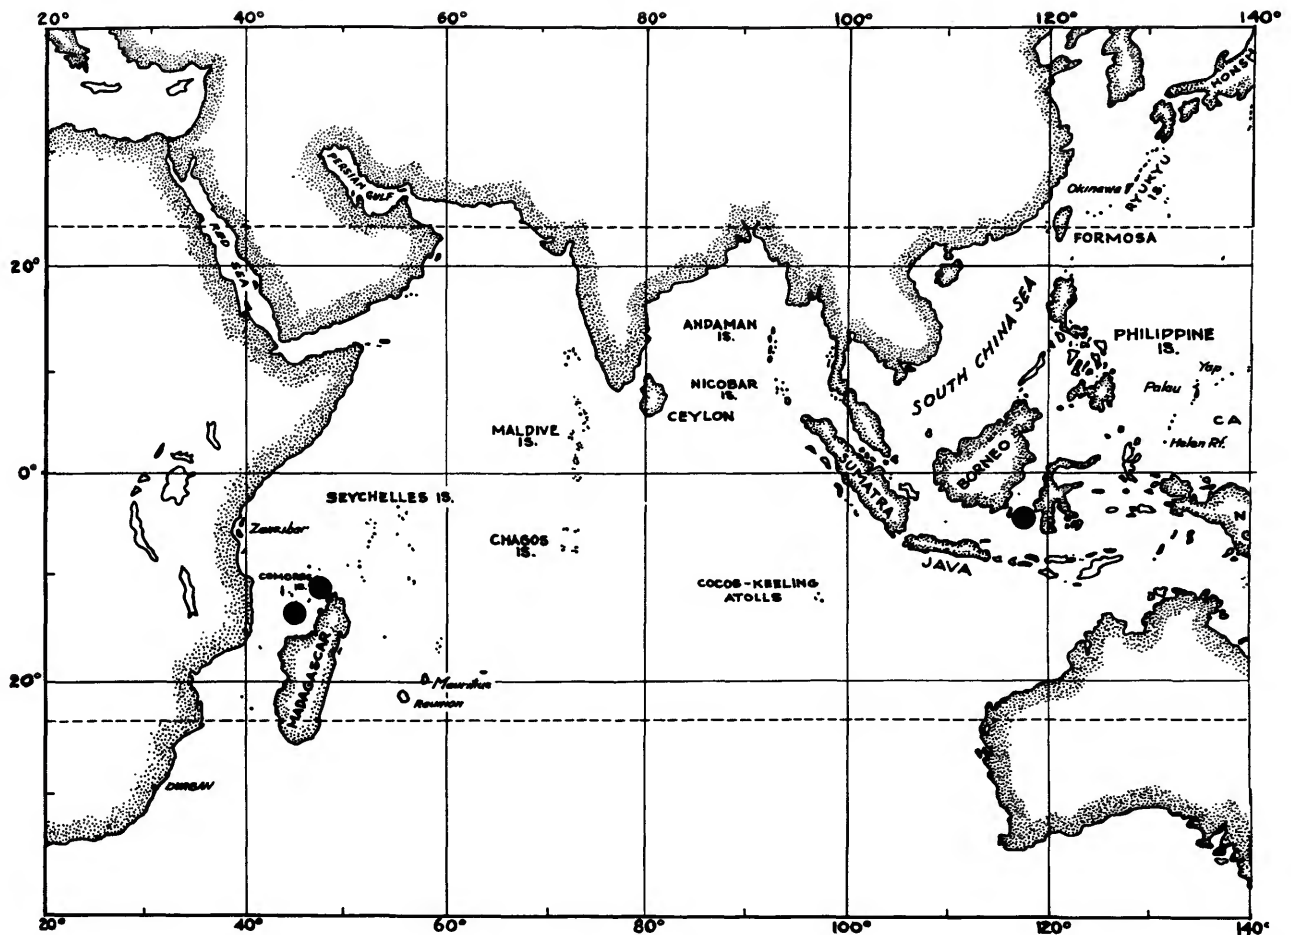 20° 40° 60° 80° 100° 120° 140°
HONSH
PERSIAN
GULF
RYUKYU
IS.
Okinawa
RED
SEA
FORMOSA
20°
SOUTH CHINA SEA
ANDAMAN
IS.
PHILIPPINE
IS.
Yap
NICOBAR
IS.
Palau
CEYLON
CA
MALDIVE
IS.
Helen Rf.
BORNEO
SUMATRA
0°
SEYCHELLES IS.
N
Zanzibar
CHAGOS
IS.
JAVA
COMORES
IS.
COCOS-KEELING
ATOLLS
MADAGASCAR
20°
Mauritus
Reunion
DURBAN
20° 40° 60° 80° 100° 120° 140°